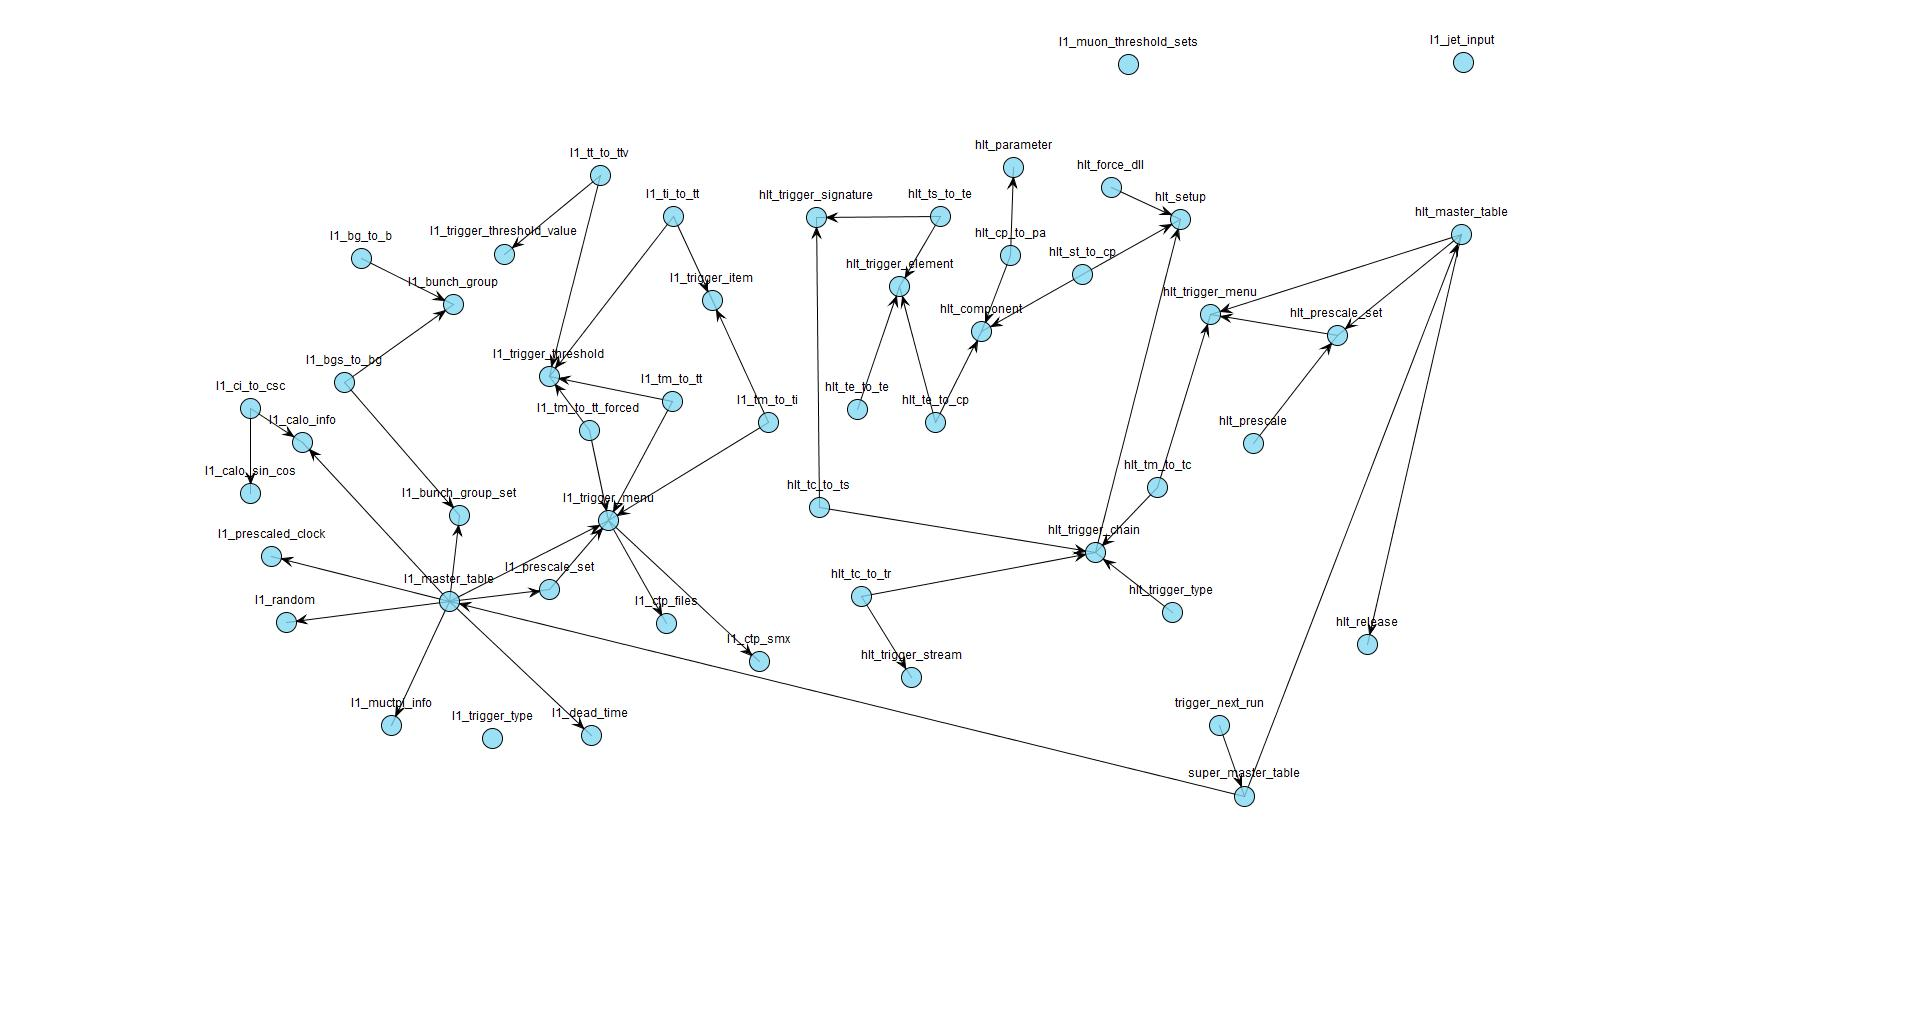 l1_jet_input
l1_muon_threshold_sets
hlt_parameter
l1_tt_to_ttv
hlt_force_dll
l1_ti_to_tt
hlt_trigger_signature
hlt_ts_to_te
hlt_setup
hlt_master_table
l1_trigger_threshold_value
hlt_cp_to_pa
l1_bg_to_b
hlt_st_to_cp
hlt_trigger_element
l1_trigger_item
l1_bunch_group
hlt_trigger_menu
hlt_component
hlt_prescale_set
l1_trigger_threshold
l1_bgs_to_bg
l1_tm_to_tt
l1_ci_to_csc
hlt_te_to_te
l1_tm_to_ti
hlt_te_to_cp
l1_tm_to_tt_forced
l1_calo_info
hlt_prescale
hlt_tm_to_tc
l1_calo_sin_cos
hlt_tc_to_ts
l1_bunch_group_set
l1_trigger_menu
hlt_trigger_chain
l1_prescaled_clock
l1_prescale_set
hlt_tc_to_tr
l1_master_table
hlt_trigger_type
l1_random
l1_ctp_files
hlt_release
l1_ctp_smx
hlt_trigger_stream
l1_muctpi_info
trigger_next_run
l1_dead_time
l1_trigger_type
super_master_table